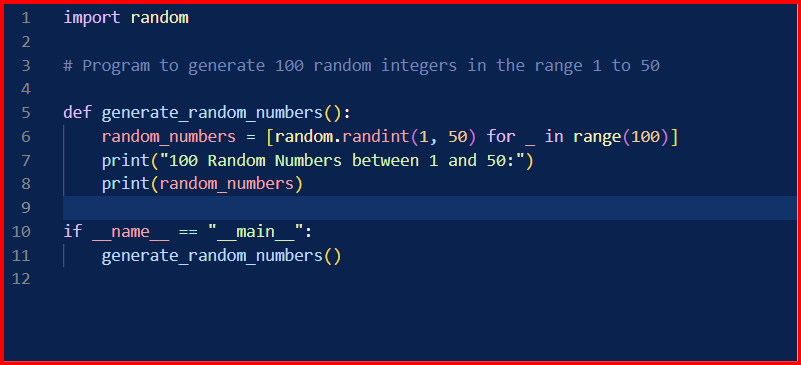 1 import random
2
3 # Program to generate 100 random integers in the range 1 to 50
4
5 def generate_random_numbers():
6     random_numbers = [random.randint(1, 50) for _ in range(100)]
7     print("100 Random Numbers between 1 and 50:")
8     print(random_numbers)
9
10 if __name__ == "__main__":
11     generate_random_numbers()
12